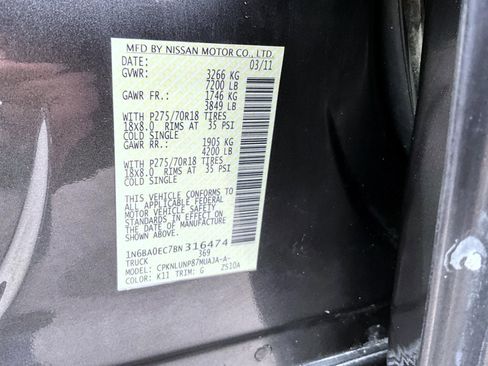 MFD BY NISSAN MOTOR CO., LTD.
DATE: 03/11
GVWR: 3266 KG
7200 LB
GAWR FR.: 1746 KG
3849 LB
WITH P275/70R18 TIRES
18X8.0 RIMS AT 35 PSI
COLD SINGLE
GAWR RR.: 1905 KG
4200 LB
WITH P275/70R18 TIRES
18X8.0 RIMS AT 35 PSI
COLD SINGLE
THIS VEHICLE CONFORMS TO
ALL APPLICABLE FEDERAL
MOTOR VEHICLE SAFETY
STANDARDS IN EFFECT ON
THE DATE OF MANUFACTURE
SHOWN ABOVE.
1N6BA0EC7BN316474
TRUCK 369
MODEL: CPKNLUNP87MUAJA-A-
COLOR: K11 TRIM: G ZS10A